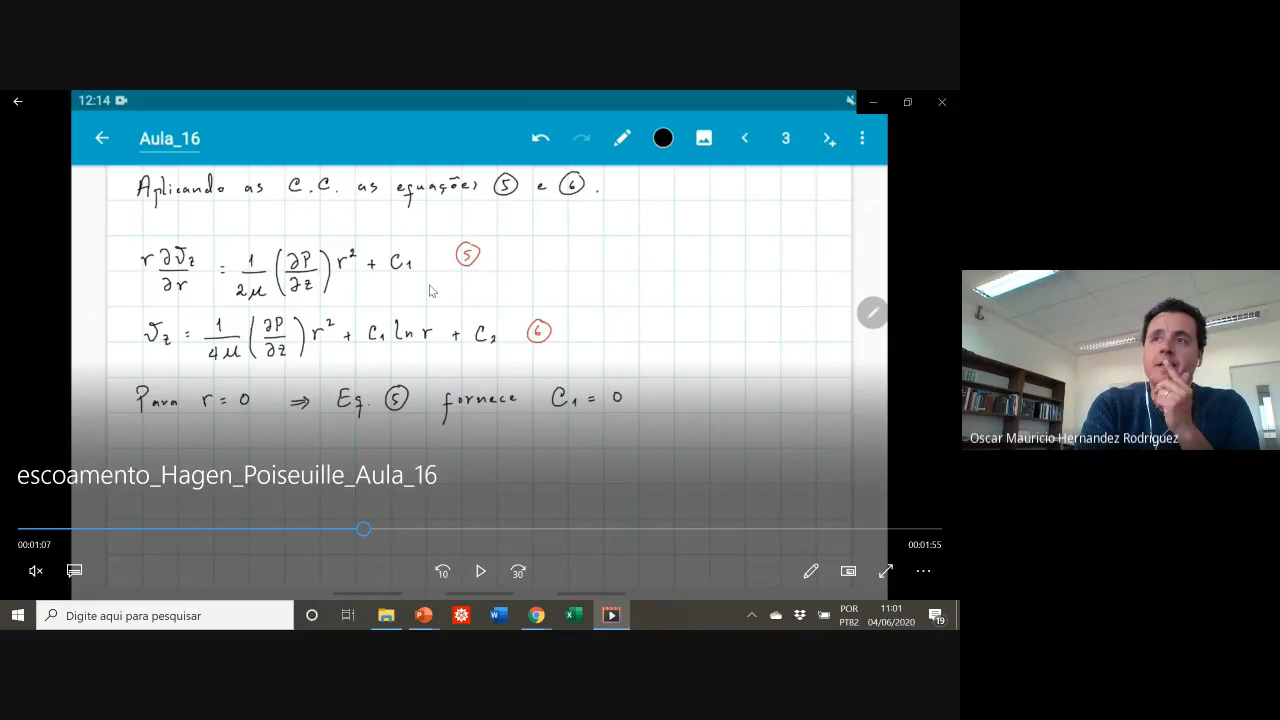 12:14
Aula_16
3
Aplicando as C.C. as equações ⑤ e ⑥.
r ∂v_z/∂r = 1/2μ (∂P/∂z) r² + C₁ ⑤
v_z = 1/4μ (∂P/∂z) r² + C₁ ln r + C₂ ⑥
Para r = 0 ⇒ Eq. ⑤ fornece C₁ = 0
Oscar Mauricio Hernandez Rodriguez
escoamento_Hagen_Poiseuille_Aula_16
00:01:07
00:01:55
10
30
Digite aqui para pesquisar
POR
PTB2
11:01
04/06/2020
19